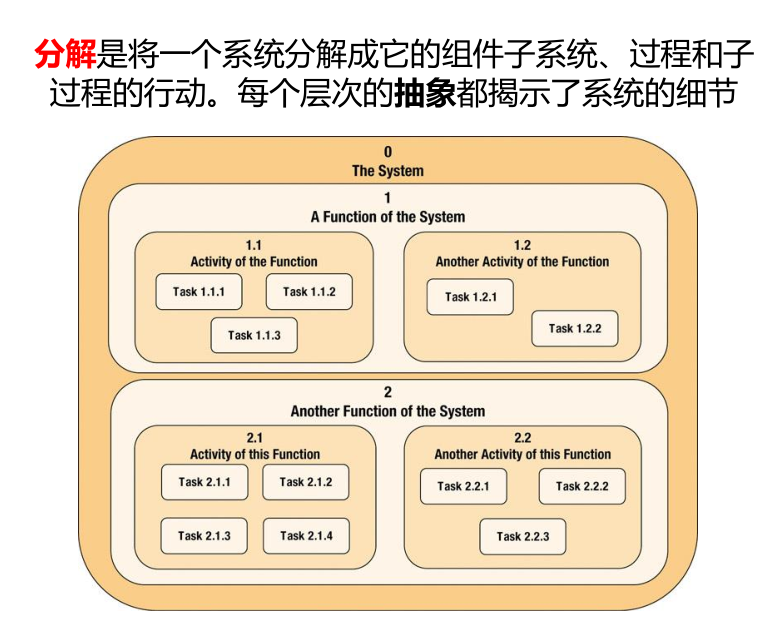 分解是将一个系统分解成它的组件子系统、过程和子
过程的行动。每个层次的抽象都揭示了系统的细节
0
The System
1
A Function of the System
1.1
Activity of the Function
Task 1.1.1
Task 1.1.2
Task 1.1.3
1.2
Another Activity of the Function
Task 1.2.1
Task 1.2.2
2
Another Function of the System
2.1
Activity of this Function
Task 2.1.1
Task 2.1.2
Task 2.1.3
Task 2.1.4
2.2
Another Activity of this Function
Task 2.2.1
Task 2.2.2
Task 2.2.3